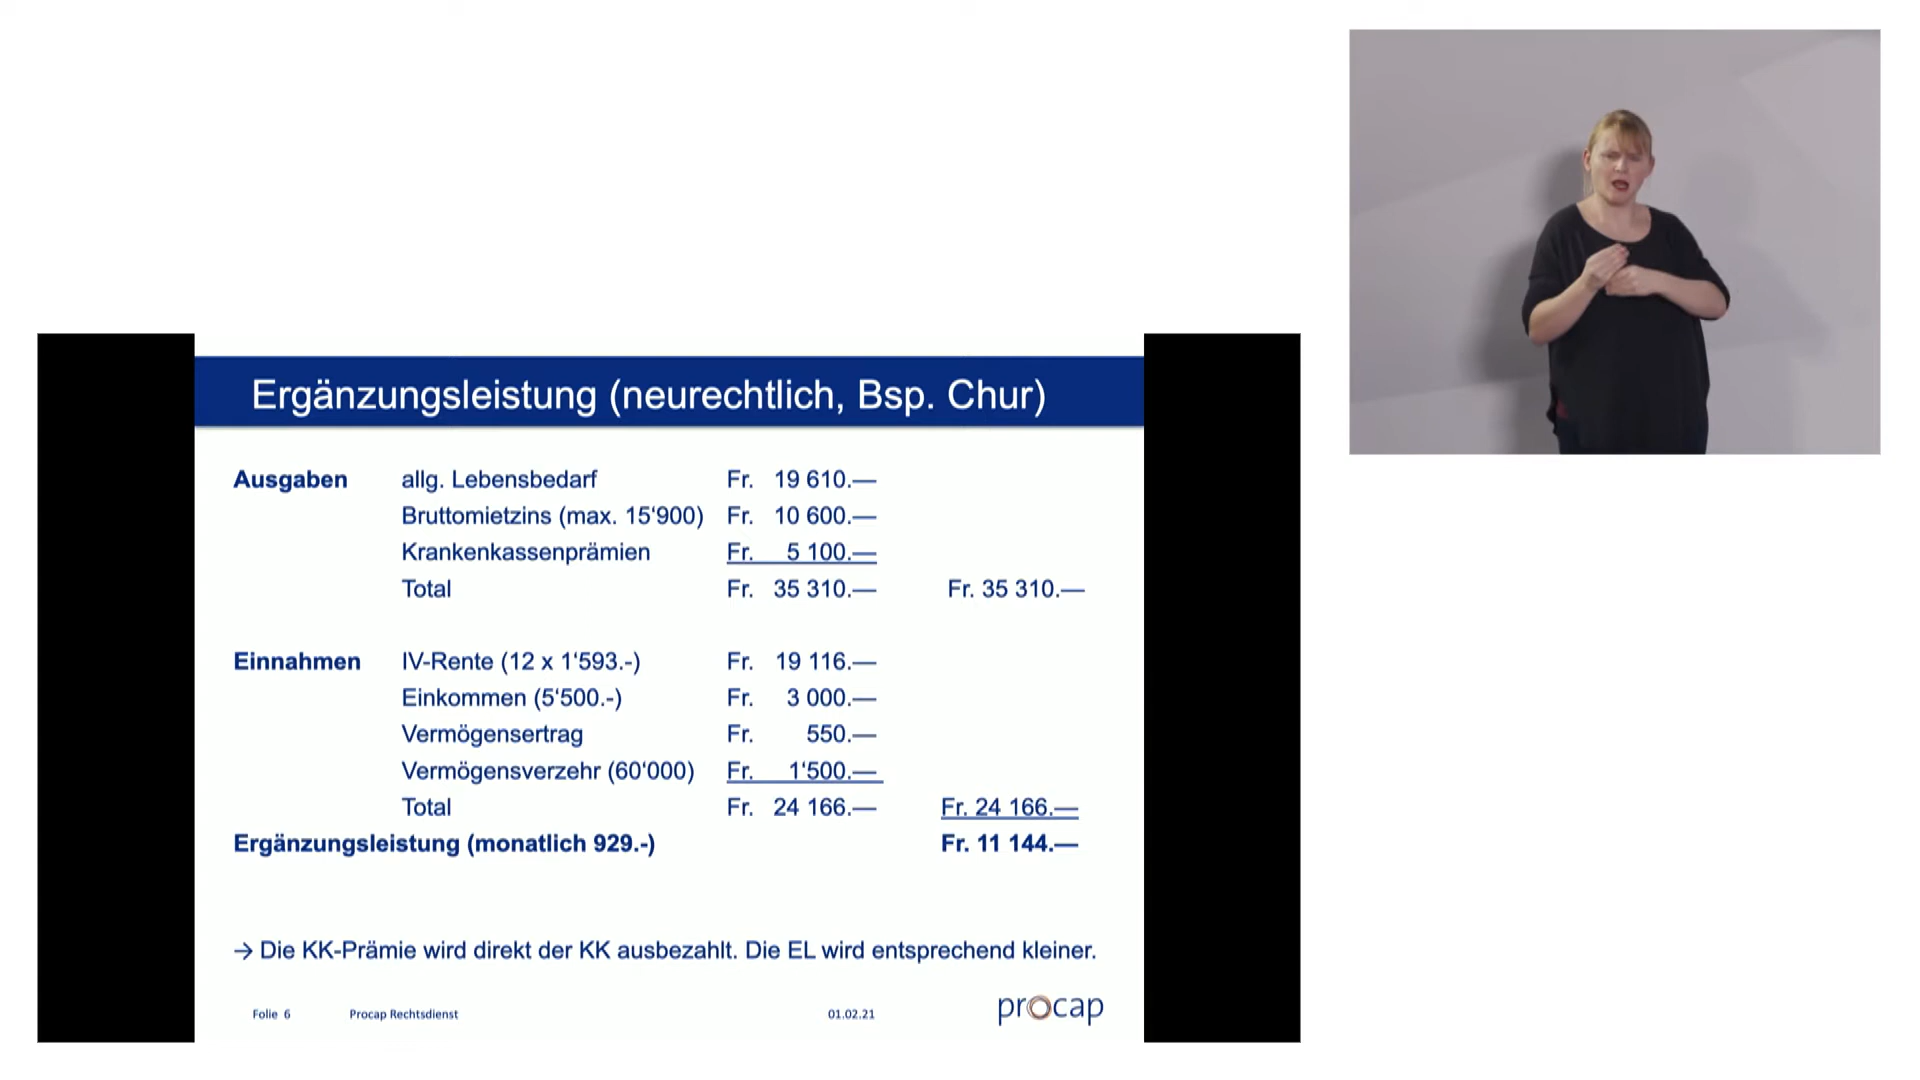 Ergänzungsleistung (neurechtlich, Bsp. Chur)
Ausgaben allg. Lebensbedarf Fr. 19 610.—
Bruttomietzins (max. 15‘900) Fr. 10 600.—
Krankenkassenprämien Fr. 5 100.—
Total Fr. 35 310.— Fr. 35 310.—
Einnahmen IV-Rente (12 x 1‘593.-) Fr. 19 116.—
Einkommen (5‘500.-) Fr. 3 000.—
Vermögensertrag Fr. 550.—
Vermögensverzehr (60‘000) Fr. 1‘500.—
Total Fr. 24 166.— Fr. 24 166.—
Ergänzungsleistung (monatlich 929.-) Fr. 11 144.—
→ Die KK-Prämie wird direkt der KK ausbezahlt. Die EL wird entsprechend kleiner.
Folie 6 Procap Rechtsdienst 01.02.21 procap